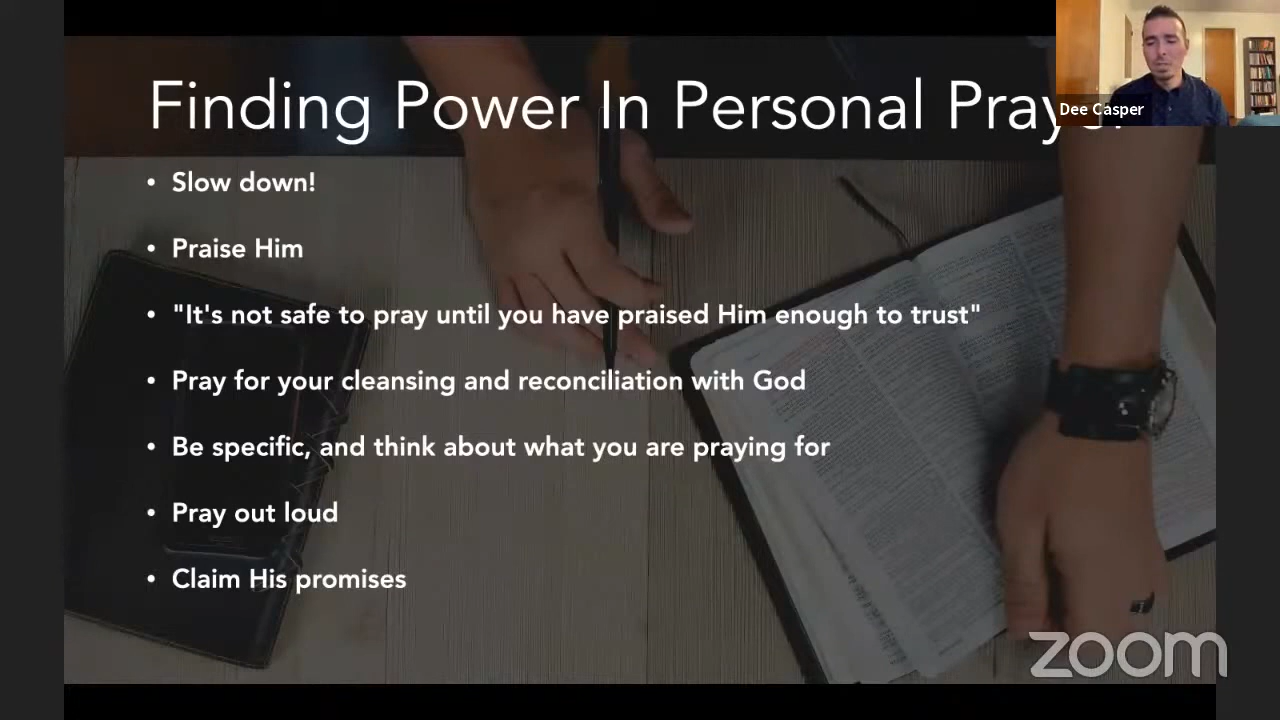 Finding Power In Personal Prayer
Dee Casper
• Slow down!
• Praise Him
• "It's not safe to pray until you have praised Him enough to trust"
• Pray for your cleansing and reconciliation with God
• Be specific, and think about what you are praying for
• Pray out loud
• Claim His promises
zoom